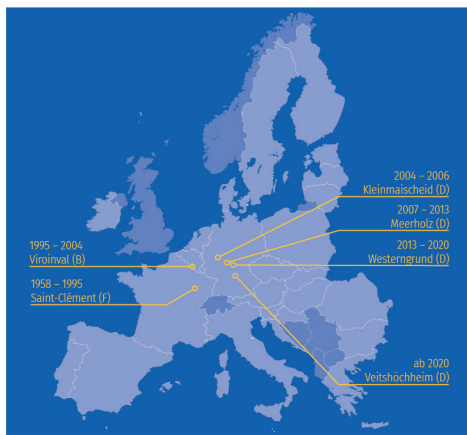 2004 – 2006
Kleinmaischeid (D)
2007 – 2013
Meerholz (D)
1995 – 2004
Viroinval (B)
2013 – 2020
Westerngrund (D)
1958 – 1995
Saint-Clément (F)
ab 2020
Veitshöchheim (D)